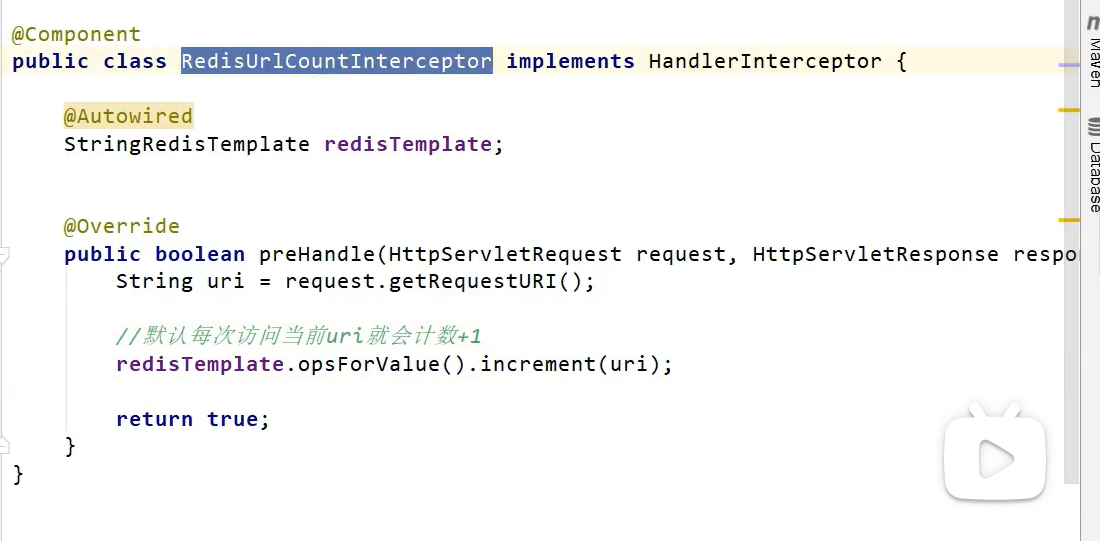 @Component
public class RedisUrlCountInterceptor implements HandlerInterceptor {
@Autowired
StringRedisTemplate redisTemplate;
@Override
public boolean preHandle(HttpServletRequest request, HttpServletResponse respo
String uri = request.getRequestURI();
//默认每次访问当前uri就会计数+1
redisTemplate.opsForValue().increment(uri);
return true;
}
}
Maven
Database